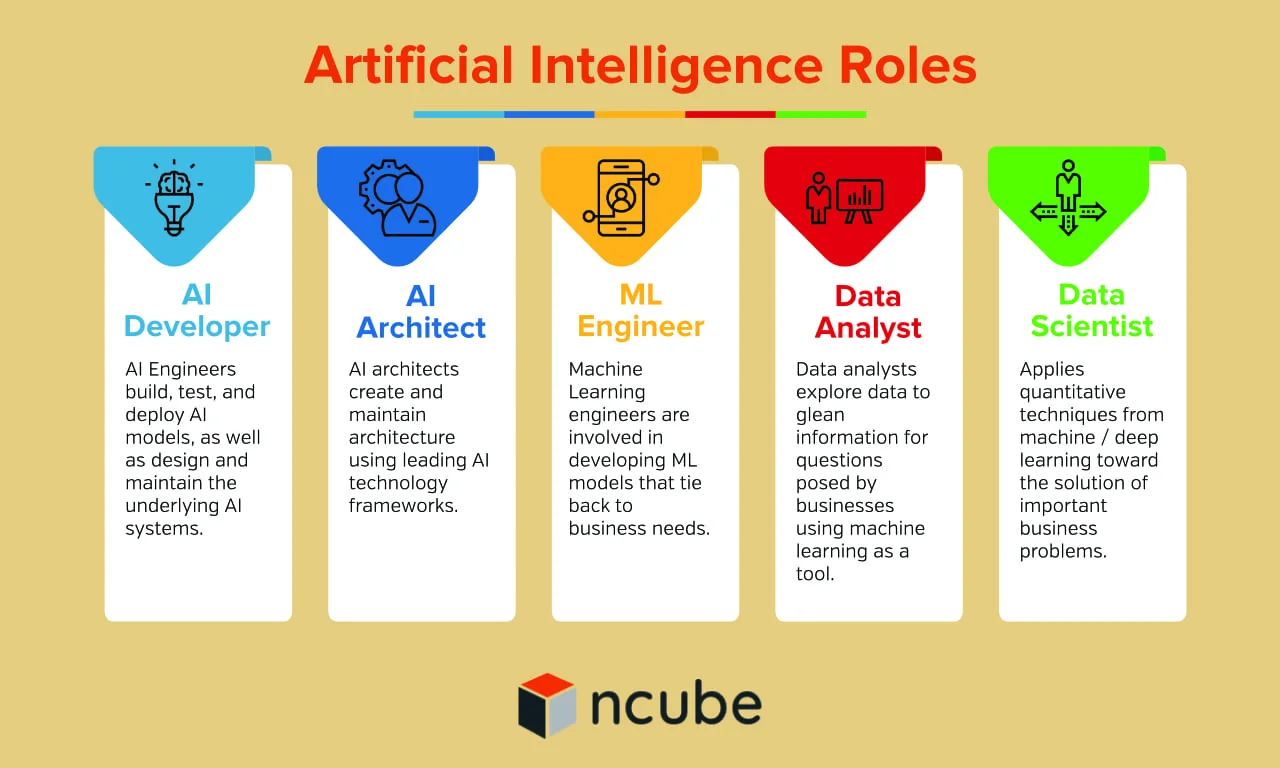 Artificial Intelligence Roles
AI
Developer
AI Engineers
build, test, and
deploy AI
models, as well
as design and
maintain the
underlying AI
systems.
AI
Architect
AI architects
create and
maintain
architecture
using leading AI
technology
frameworks.
ML
Engineer
Machine
Learning
engineers are
involved in
developing ML
models that tie
back to
business needs.
Data
Analyst
Data analysts
explore data to
glean
information for
questions
posed by
businesses
using machine
learning as a
tool.
Data
Scientist
Applies
quantitative
techniques from
machine / deep
learning toward
the solution of
important
business
problems.
ncube